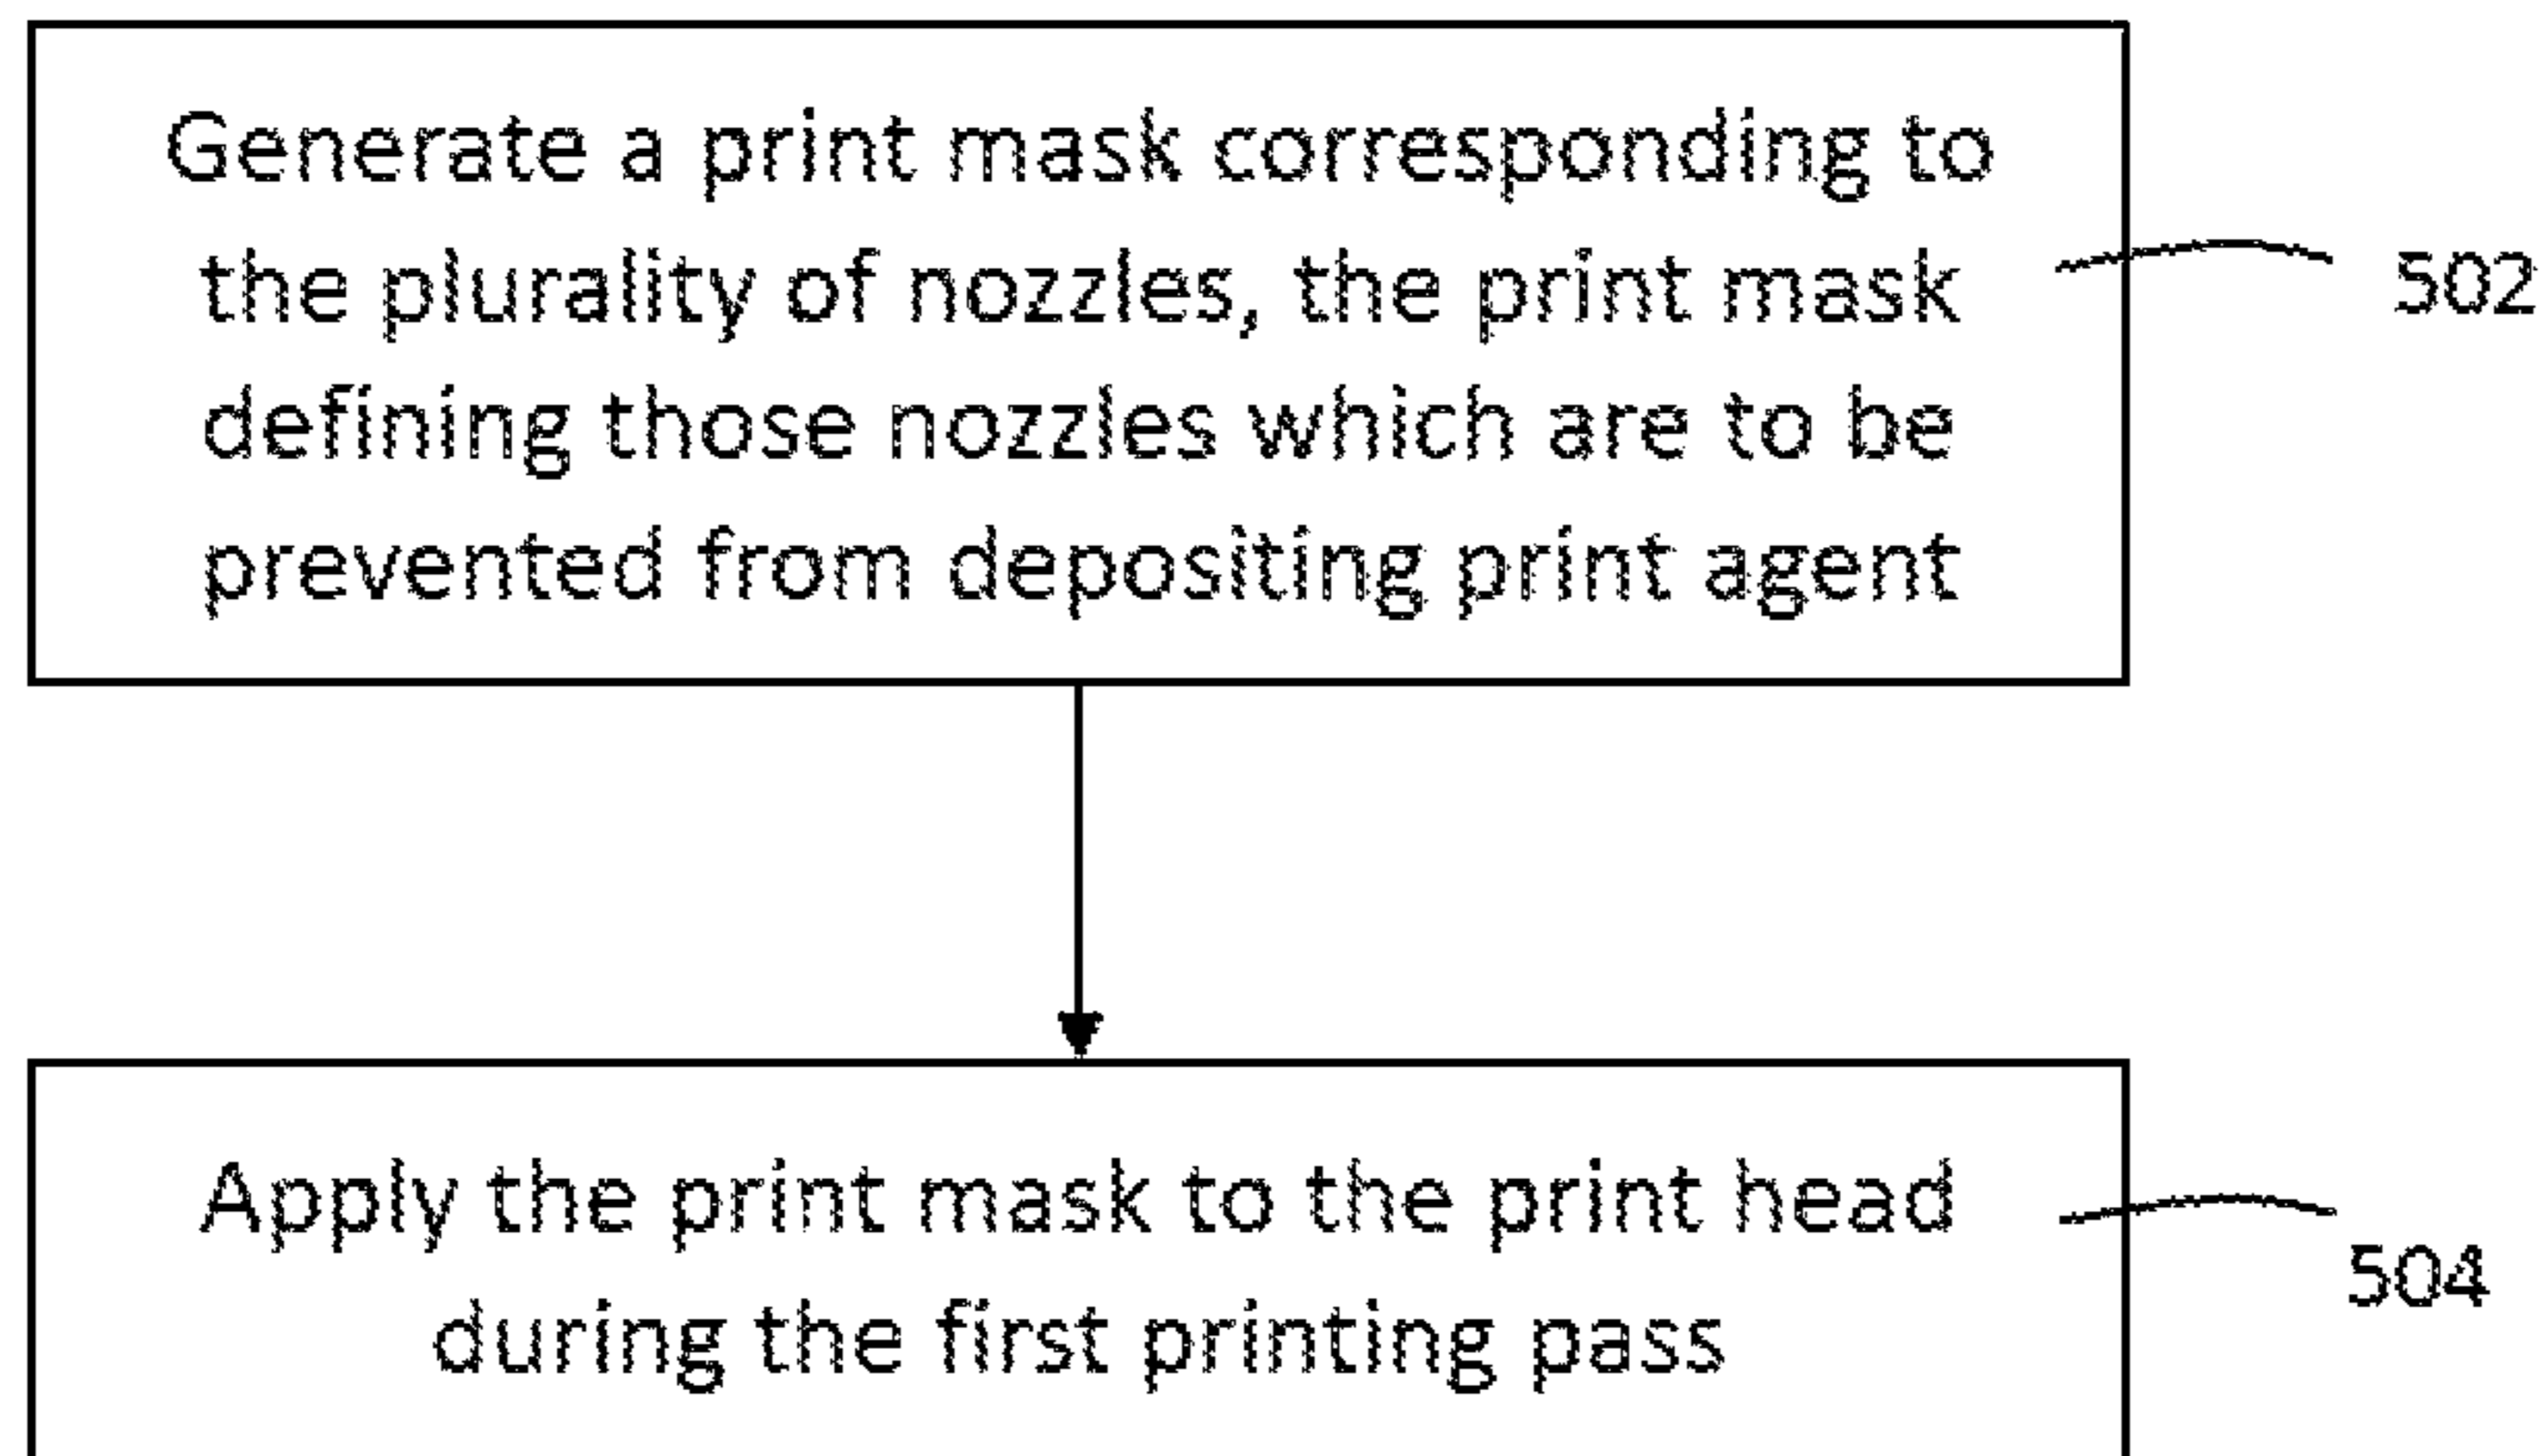 Generate a print mask corresponding to
the plurality of nozzles, the print mask
defining those nozzles which are to be
prevented from depositing print agent
502
Apply the print mask to the print head
during the first printing pass
504